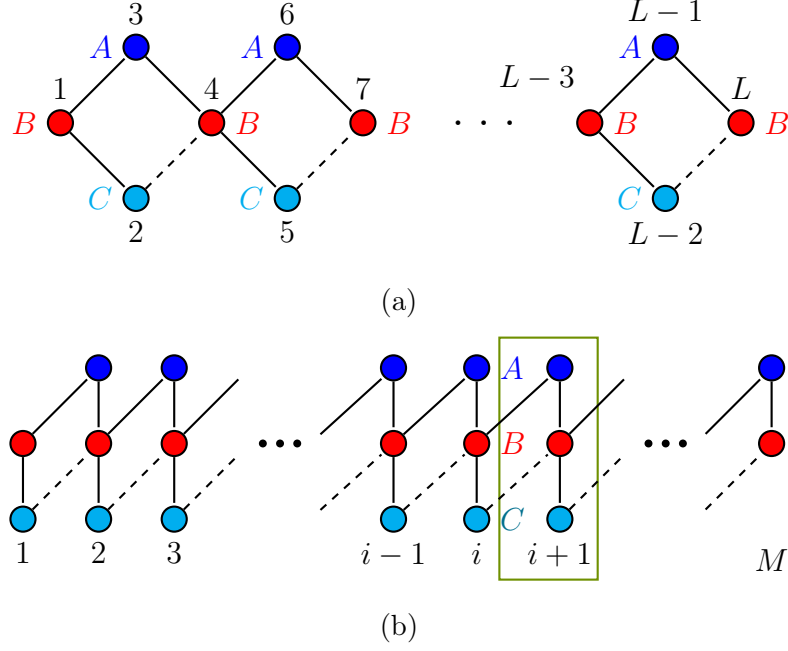 3 6 L − 1
A A A
1 4 7 L − 3 L
B B B · · · B B
C C C
2 5 L − 2
(a)
A
··· B ···
C
1 2 3 i − 1 i i + 1 M
(b)